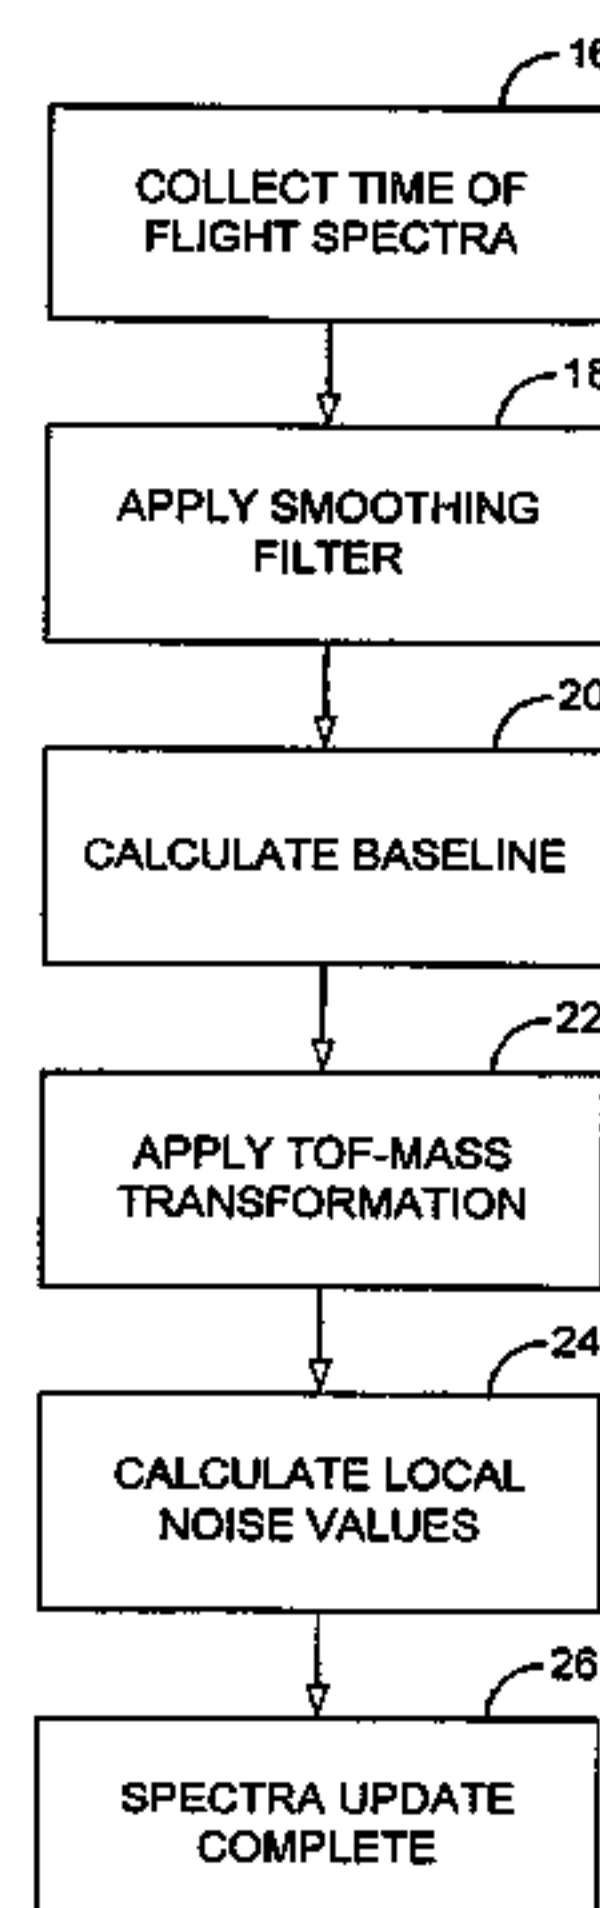 16
COLLECT TIME OF
FLIGHT SPECTRA
18
APPLY SMOOTHING
FILTER
20
CALCULATE BASELINE
22
APPLY TOF-MASS
TRANSFORMATION
24
CALCULATE LOCAL
NOISE VALUES
26
SPECTRA UPDATE
COMPLETE